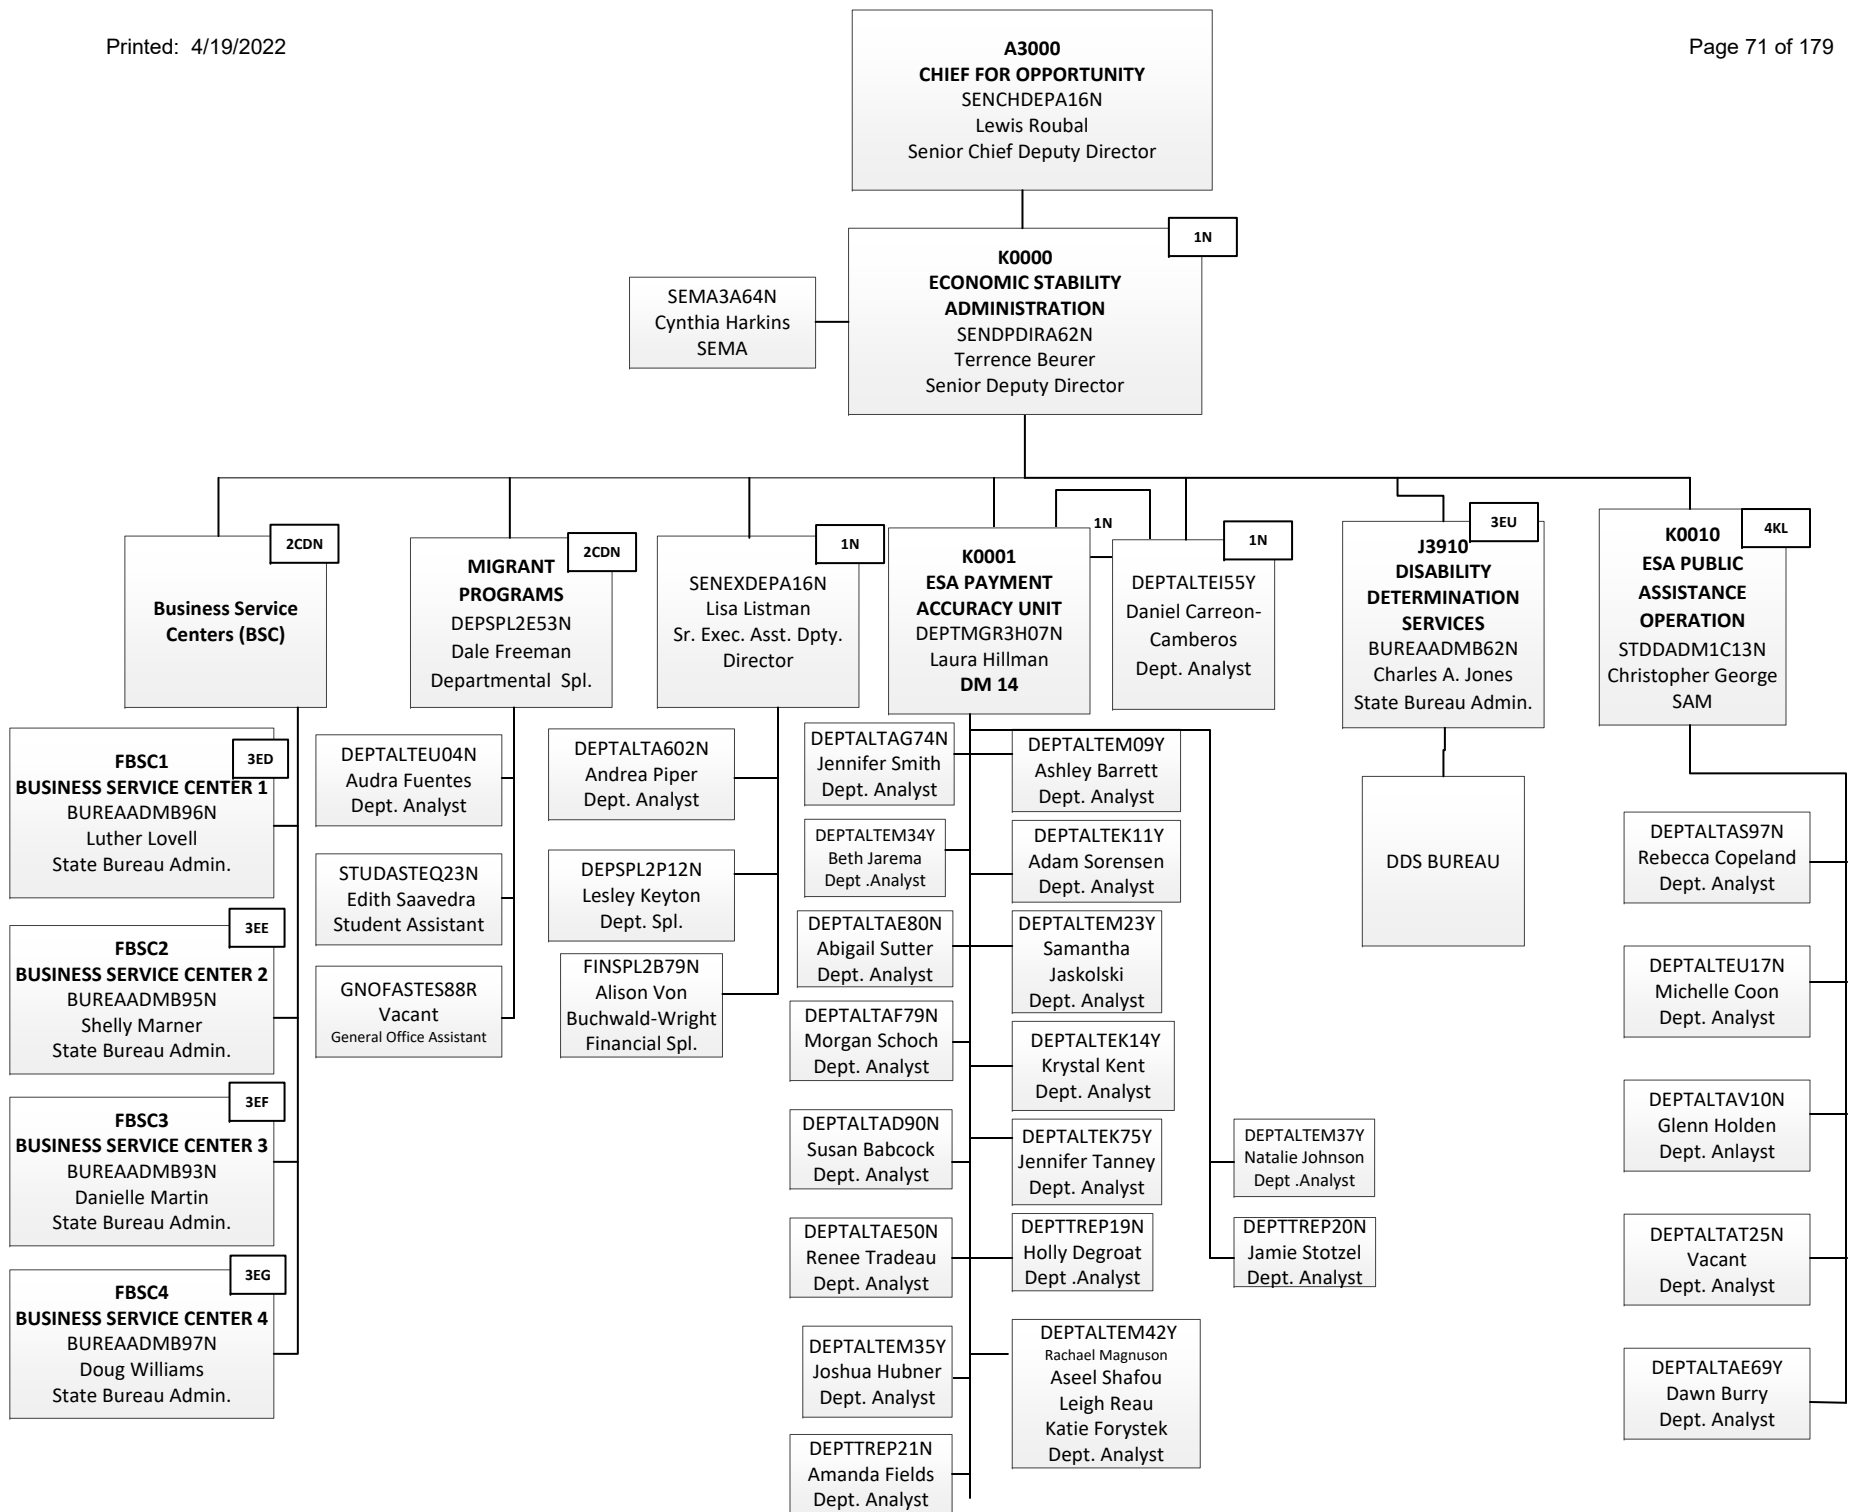 Printed: 4/19/2022
Page 71 of 179
A3000
CHIEF FOR OPPORTUNITY
SENCHDEPA16N
Lewis Roubal
Senior Chief Deputy Director
1N
K0000
ECONOMIC STABILITY
ADMINISTRATION
SENDPDIRA62N
Terrence Beurer
Senior Deputy Director
SEMA3A64N
Cynthia Harkins
SEMA
2CDN
Business Service
Centers (BSC)
2CDN
MIGRANT
PROGRAMS
DEPSPL2E53N
Dale Freeman
Departmental Spl.
1N
SENEXDEPA16N
Lisa Listman
Sr. Exec. Asst. Dpty.
Director
1N
K0001
ESA PAYMENT
ACCURACY UNIT
DEPTMGR3H07N
Laura Hillman
DM 14
1N
DEPTALTEI55Y
Daniel Carreon-
Camberos
Dept. Analyst
3EU
J3910
DISABILITY
DETERMINATION
SERVICES
BUREAADMB62N
Charles A. Jones
State Bureau Admin.
4KL
K0010
ESA PUBLIC
ASSISTANCE
OPERATION
STDDADM1C13N
Christopher George
SAM
3ED
FBSC1
BUSINESS SERVICE CENTER 1
BUREAADMB96N
Luther Lovell
State Bureau Admin.
3EE
FBSC2
BUSINESS SERVICE CENTER 2
BUREAADMB95N
Shelly Marner
State Bureau Admin.
3EF
FBSC3
BUSINESS SERVICE CENTER 3
BUREAADMB93N
Danielle Martin
State Bureau Admin.
3EG
FBSC4
BUSINESS SERVICE CENTER 4
BUREAADMB97N
Doug Williams
State Bureau Admin.
DEPTALTEU04N
Audra Fuentes
Dept. Analyst
STUDASTEQ23N
Edith Saavedra
Student Assistant
GNOFASTES88R
Vacant
General Office Assistant
DEPTALTA602N
Andrea Piper
Dept. Analyst
DEPSPL2P12N
Lesley Keyton
Dept. Spl.
FINSPL2B79N
Alison Von
Buchwald-Wright
Financial Spl.
DEPTALTAG74N
Jennifer Smith
Dept. Analyst
DEPTALTEM34Y
Beth Jarema
Dept .Analyst
DEPTALTAE80N
Abigail Sutter
Dept. Analyst
DEPTALTAF79N
Morgan Schoch
Dept. Analyst
DEPTALTAD90N
Susan Babcock
Dept. Analyst
DEPTALTAE50N
Renee Tradeau
Dept. Analyst
DEPTALTEM35Y
Joshua Hubner
Dept. Analyst
DEPTTREP21N
Amanda Fields
Dept. Analyst
DEPTALTEM09Y
Ashley Barrett
Dept. Analyst
DEPTALTEK11Y
Adam Sorensen
Dept. Analyst
DEPTALTEM23Y
Samantha
Jaskolski
Dept. Analyst
DEPTALTEK14Y
Krystal Kent
Dept. Analyst
DEPTALTEK75Y
Jennifer Tanney
Dept. Analyst
DEPTTREP19N
Holly Degroat
Dept .Analyst
DEPTALTEM42Y
Rachael Magnuson
Aseel Shafou
Leigh Reau
Katie Forystek
Dept. Analyst
DEPTALTEM37Y
Natalie Johnson
Dept .Analyst
DEPTTREP20N
Jamie Stotzel
Dept. Analyst
DDS BUREAU
DEPTALTAS97N
Rebecca Copeland
Dept. Analyst
DEPTALTEU17N
Michelle Coon
Dept. Analyst
DEPTALTAV10N
Glenn Holden
Dept. Anlayst
DEPTALTAT25N
Vacant
Dept. Analyst
DEPTALTAE69Y
Dawn Burry
Dept. Analyst